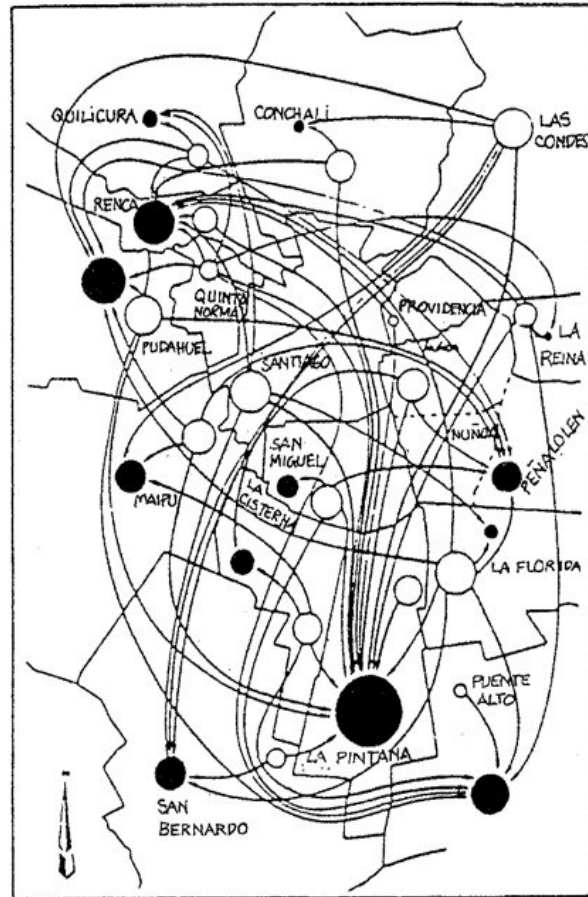 QUILICURA
CONCHALI
LAS
CONDES
RENCA
QUINTA
NORMAL
PROVIDENCIA
LA
REINA
PUDAHUEL
SANTIAGO
ÑUÑOA
PEÑALOLEN
SAN
MIGUEL
MAIPU
LA
CISTERNA
LA FLORIDA
PUENTE
ALTO
LA PINTANA
SAN
BERNARDO